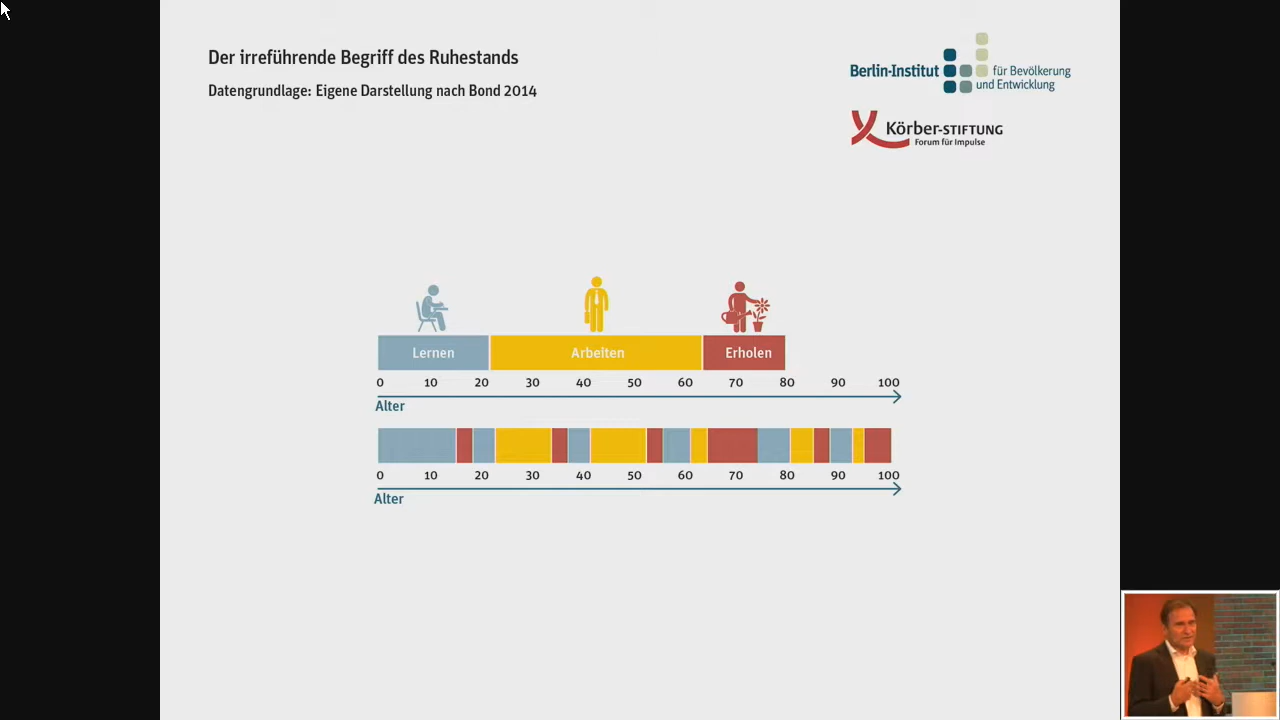 Der irreführende Begriff des Ruhestands
Datengrundlage: Eigene Darstellung nach Bond 2014
Berlin-Institut für Bevölkerung
und Entwicklung
Körber-STIFTUNG
Forum für Impulse
Lernen Arbeiten Erholen
0 10 20 30 40 50 60 70 80 90 100
Alter
0 10 20 30 40 50 60 70 80 90 100
Alter